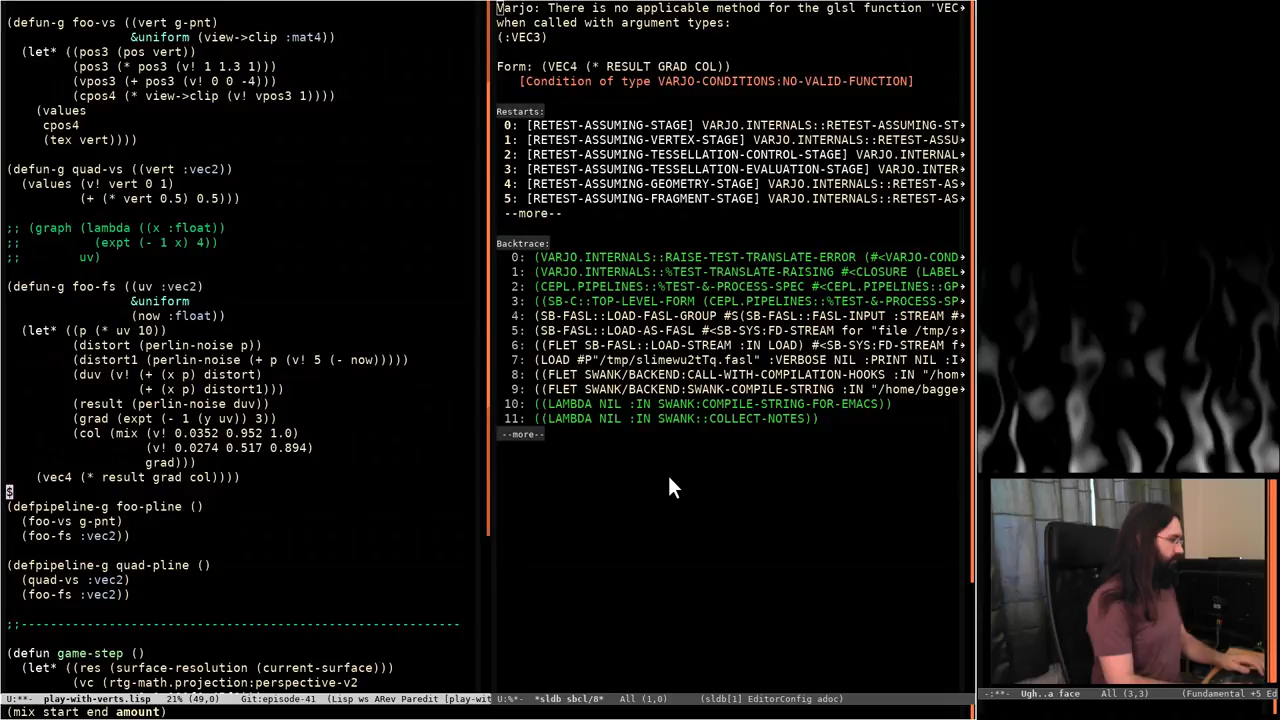 (defun-g foo-vs ((vert g-pnt)
&uniform (view->clip :mat4))
(let* ((pos3 (pos vert))
(pos3 (* pos3 (v! 1 1.3 1)))
(vpos3 (+ pos3 (v! 0 0 -4)))
(cpos4 (* view->clip (v! vpos3 1))))
(values
cpos4
(tex vert))))
(defun-g quad-vs ((vert :vec2))
(values (v! vert 0 1)
(+ (* vert 0.5) 0.5)))
;; (graph (lambda ((x :float))
;; (expt (- 1 x) 4))
;; uv)
(defun-g foo-fs ((uv :vec2)
&uniform
(now :float))
(let* ((p (* uv 10))
(distort (perlin-noise p))
(distort1 (perlin-noise (+ p (v! 5 (- now)))))
(duv (v! (+ (x p) distort)
(+ (x p) distort1)))
(result (perlin-noise duv))
(grad (expt (- 1 (y uv)) 3))
(col (mix (v! 0.0352 0.952 1.0)
(v! 0.0274 0.517 0.894)
grad)))
(vec4 (* result grad col))))
(defpipeline-g foo-pline ()
(foo-vs g-pnt)
(foo-fs :vec2))
(defpipeline-g quad-pline ()
(quad-vs :vec2)
(foo-fs :vec2))
;;------------------------------------------------------------
(defun game-step ()
(let* ((res (surface-resolution (current-surface)))
(vc (rtg-math.projection:perspective-v2
U:**- play-with-verts.lisp 21% (49,0) Git:episode-41 (Lisp ws ARev Paredit [play-wit
(mix start end amount)
Varjo: There is no applicable method for the glsl function 'VEC
when called with argument types:
(:VEC3)
Form: (VEC4 (* RESULT GRAD COL))
[Condition of type VARJO-CONDITIONS:NO-VALID-FUNCTION]
Restarts:
0: [RETEST-ASSUMING-STAGE] VARJO.INTERNALS::RETEST-ASSUMING-ST
1: [RETEST-ASSUMING-VERTEX-STAGE] VARJO.INTERNALS::RETEST-ASSU
2: [RETEST-ASSUMING-TESSELLATION-CONTROL-STAGE] VARJO.INTERNAL
3: [RETEST-ASSUMING-TESSELLATION-EVALUATION-STAGE] VARJO.INTER
4: [RETEST-ASSUMING-GEOMETRY-STAGE] VARJO.INTERNALS::RETEST-AS
5: [RETEST-ASSUMING-FRAGMENT-STAGE] VARJO.INTERNALS::RETEST-AS
--more--
Backtrace:
0: (VARJO.INTERNALS::RAISE-TEST-TRANSLATE-ERROR (#<VARJO-COND
1: (VARJO.INTERNALS::%TEST-TRANSLATE-RAISING #<CLOSURE (LABEL
2: (CEPL.PIPELINES::%TEST-&-PROCESS-SPEC #<CEPL.PIPELINES::GP
3: ((SB-C::TOP-LEVEL-FORM (CEPL.PIPELINES::%TEST-&-PROCESS-SP
4: (SB-FASL::LOAD-FASL-GROUP #S(SB-FASL::FASL-INPUT :STREAM #
5: (SB-FASL::LOAD-AS-FASL #<SB-SYS:FD-STREAM for "file /tmp/s
6: ((FLET SB-FASL::LOAD-STREAM :IN LOAD) #<SB-SYS:FD-STREAM f
7: (LOAD #P"/tmp/slimewu2tTq.fasl" :VERBOSE NIL :PRINT NIL :I
8: ((FLET SWANK/BACKEND:CALL-WITH-COMPILATION-HOOKS :IN "/hom
9: ((FLET SWANK/BACKEND:SWANK-COMPILE-STRING :IN "/home/bagge
10: ((LAMBDA NIL :IN SWANK:COMPILE-STRING-FOR-EMACS))
11: ((LAMBDA NIL :IN SWANK::COLLECT-NOTES))
--more--
U:%*- *sldb sbcl/8* All (1,0) (sldb[1] EditorConfig adoc)
-:**- Ugh..a face All (3,3) (Fundamental +5 Ed